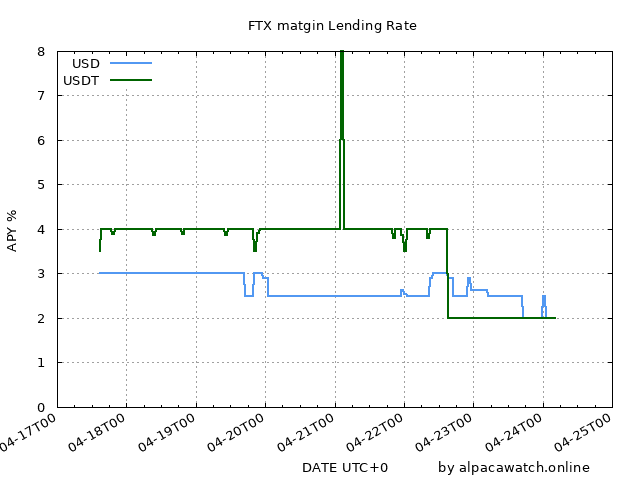 FTX matgin Lending Rate
USD
USDT
8
7
6
5
4
3
2
1
0
APY %
04-17T00
04-18T00
04-19T00
04-20T00
04-21T00
04-22T00
04-23T00
04-24T00
04-25T00
DATE UTC+0
by alpacawatch.online